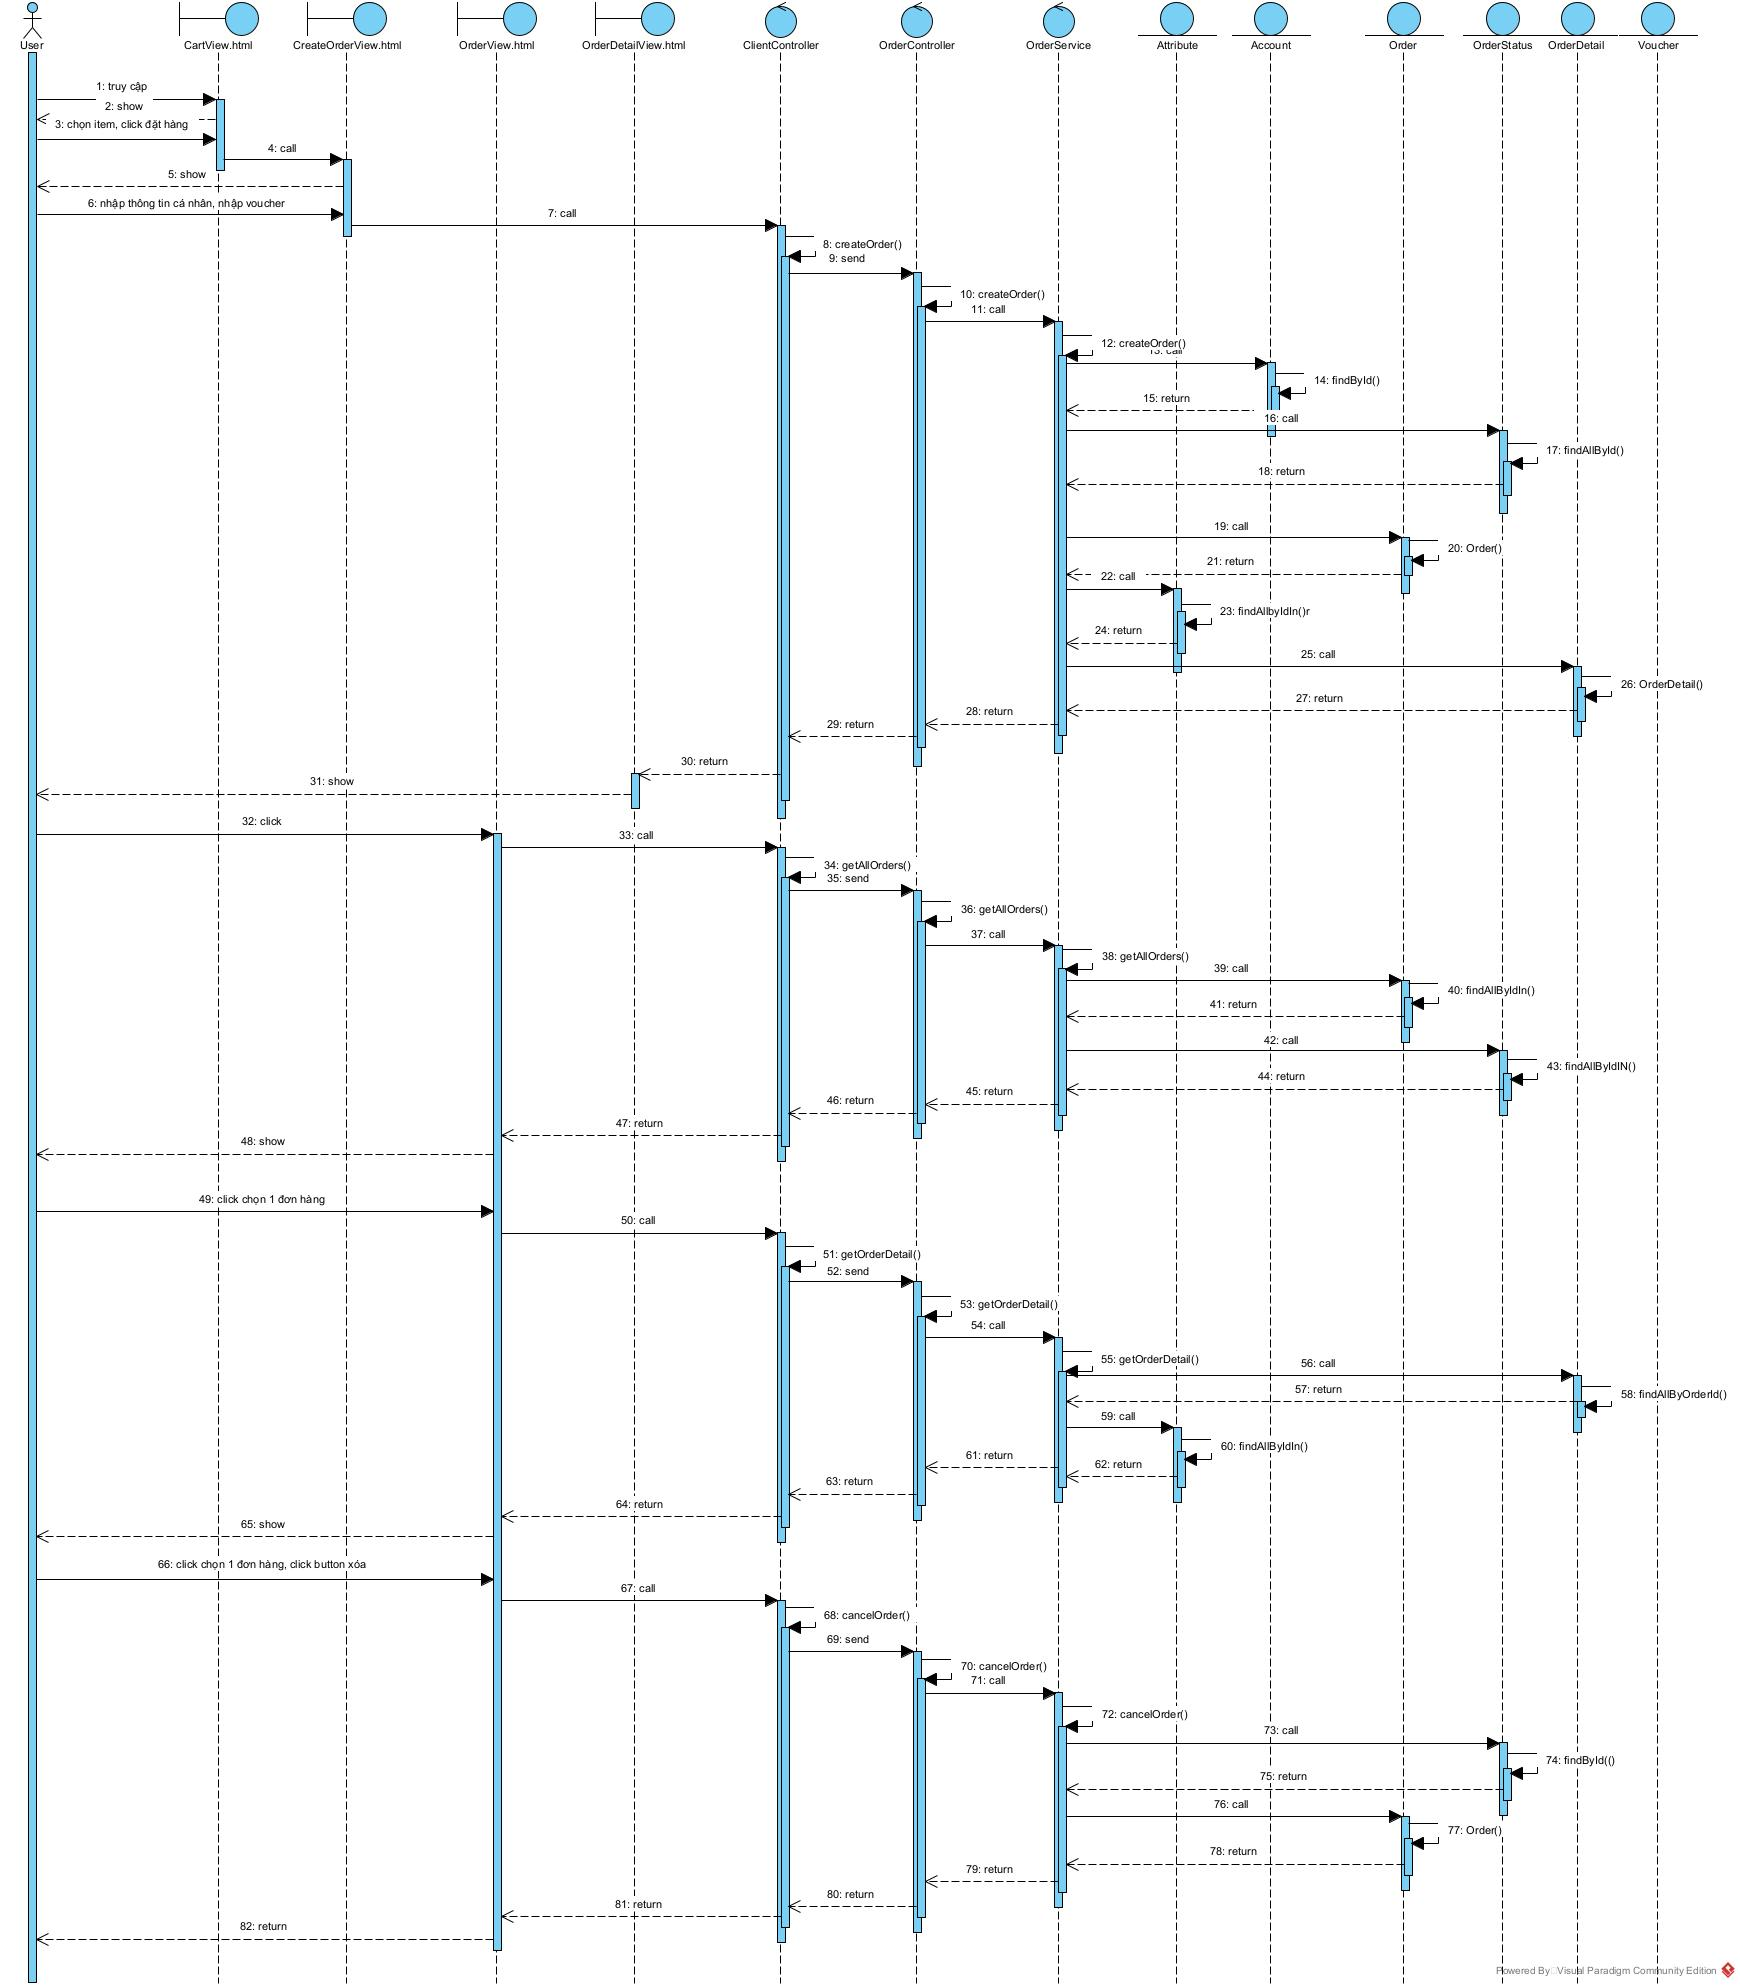 User
CartView.html
CreateOrderView.html
OrderView.html
OrderDetailView.html
ClientController
OrderController
OrderService
Attribute
Account
Order
OrderStatus
OrderDetail
Voucher
1: truy cập
2: show
3: chọn item, click đặt hàng
4: call
5: show
6: nhập thông tin cá nhân, nhập voucher
7: call
8: createOrder()
9: send
10: createOrder()
11: call
12: createOrder()
13: call
14: findById()
15: return
16: call
17: findAllById()
18: return
19: call
20: Order()
21: return
22: call
23: findAllbyIdIn()r
24: return
25: call
26: OrderDetail()
27: return
28: return
29: return
30: return
31: show
32: click
33: call
34: getAllOrders()
35: send
36: getAllOrders()
37: call
38: getAllOrders()
39: call
40: findAllByIdIn()
41: return
42: call
43: findAllByIdIN()
44: return
45: return
46: return
47: return
48: show
49: click chọn 1 đơn hàng
50: call
51: getOrderDetail()
52: send
53: getOrderDetail()
54: call
55: getOrderDetail()
56: call
57: return
58: findAllByOrderId()
59: call
60: findAllByIdIn()
61: return
62: return
63: return
64: return
65: show
66: click chọn 1 đơn hàng, click button xóa
67: call
68: cancelOrder()
69: send
70: cancelOrder()
71: call
72: cancelOrder()
73: call
74: findById(()
75: return
76: call
77: Order()
78: return
79: return
80: return
81: return
82: return
Powered By Visual Paradigm Community Edition